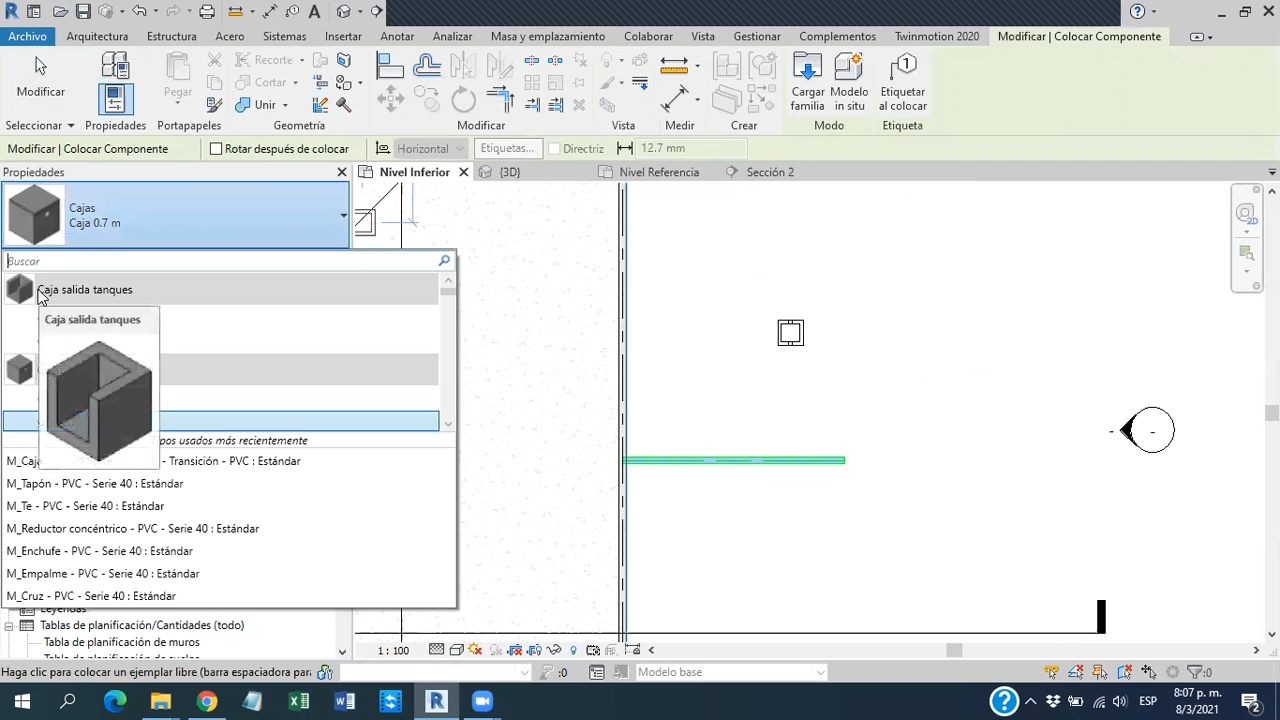 Archivo Arquitectura Estructura Acero Sistemas Insertar Anotar Analizar Masa y emplazamiento Colaborar Vista Gestionar Complementos Twinmotion 2020 Modificar | Colocar Componente
Modificar
Pegar
Recorte
Cortar
Unir
Cargar familia
Modelo in situ
Etiquetar al colocar
Seleccionar Propiedades Portapapeles Geometría Modificar Vista Medir Crear Modo Etiqueta
Modificar | Colocar Componente Rotar después de colocar Horizontal Etiquetas... Directriz 12.7 mm
Propiedades
Nivel Inferior {3D} Nivel Referencia Sección 2
Cajas
Caja 0.7 m
2D
Buscar
Caja salida tanques
Caja salida tanques
ipos usados más recientemente
M_Caj - Transición - PVC : Estándar
M_Tapón - PVC - Serie 40 : Estándar
M_Te - PVC - Serie 40 : Estándar
M_Reductor concéntrico - PVC - Serie 40 : Estándar
M_Enchufe - PVC - Serie 40 : Estándar
M_Empalme - PVC - Serie 40 : Estándar
M_Cruz - PVC - Serie 40 : Estándar
Leyendas
Tablas de planificación/Cantidades (todo)
Tabla de planificación de muros
1 : 100
Haga clic para colocar un ejemplar libre (barra espaciadora par :0 Modelo base :0
ESP
8:07 p. m.
8/3/2021
2